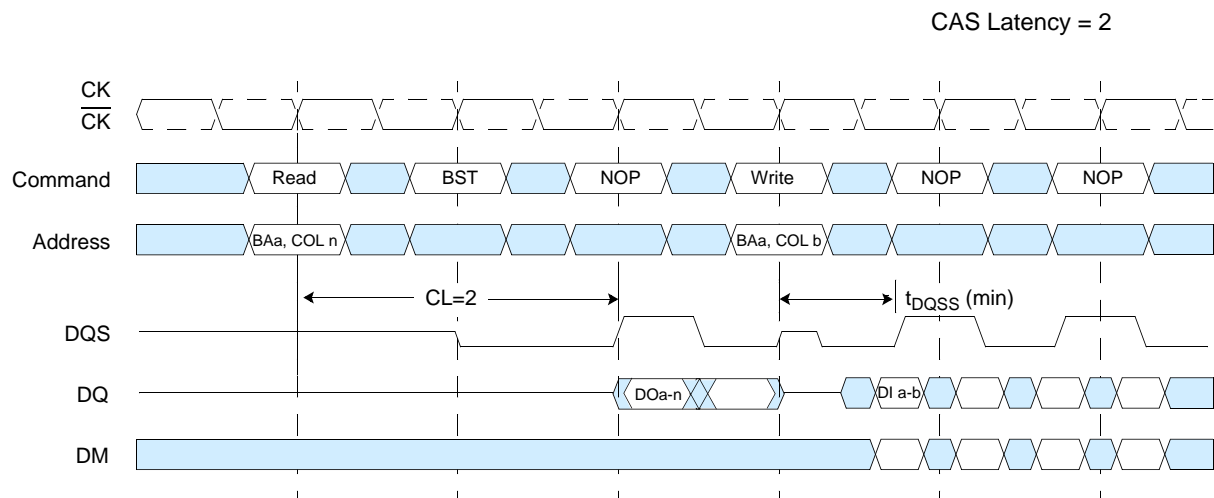 CAS Latency = 2
CK
CK
Command Read BST NOP Write NOP NOP
Address BAa, COL n BAa, COL b
CL=2 tDQSS (min)
DQS
DQ DOa-n DI a-b
DM